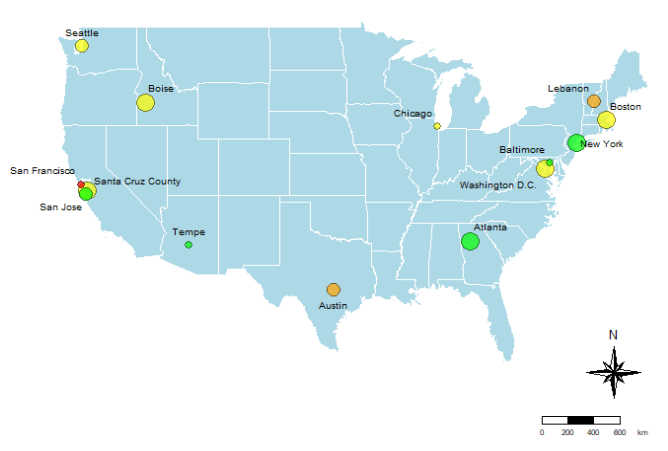 Seattle
Boise
Lebanon
Boston
Chicago
New York
Baltimore
San Francisco
Santa Cruz County
Washington D.C.
San Jose
Tempe
Atlanta
Austin
N
0 200 400 600 km